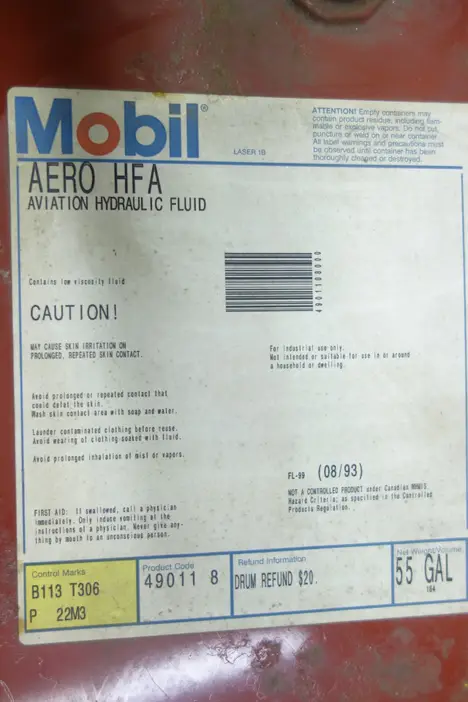 Mobil®
ATTENTION! Empty containers may
contain product residue, including flam-
mable or explosive vapors. Do not cut,
puncture or weld on or near container.
All label warnings and precautions must
be observed until container has been
thoroughly cleaned or destroyed.
LASER 1B
AERO HFA
AVIATION HYDRAULIC FLUID
4901108000
Contains low viscosity fluid
CAUTION!
MAY CAUSE SKIN IRRITATION ON
PROLONGED, REPEATED SKIN CONTACT.
For industrial use only.
Not intended or suitable for use in or around
a household or dwelling.
Avoid prolonged or repeated contact that
could defat the skin.
Wash skin contact area with soap and water.
Launder contaminated clothing before reuse.
Avoid wearing of clothing soaked with fluid.
Avoid prolonged inhalation of mist or vapors.
FL-99 (08/93)
NOT A CONTROLLED PRODUCT under Canadian WHMIS
Hazard Criteria; as specified in the Controlled
Products Regulation.
FIRST AID: If swallowed, call a physician
immediately. Only induce vomiting at the
instructions of a physician. Never give any-
thing by mouth to an unconscious person.
Control Marks
B113 T306
P 22M3
Product Code
49011 8
Refund Information
DRUM REFUND $20.
Net Weight/Volume
55 GAL